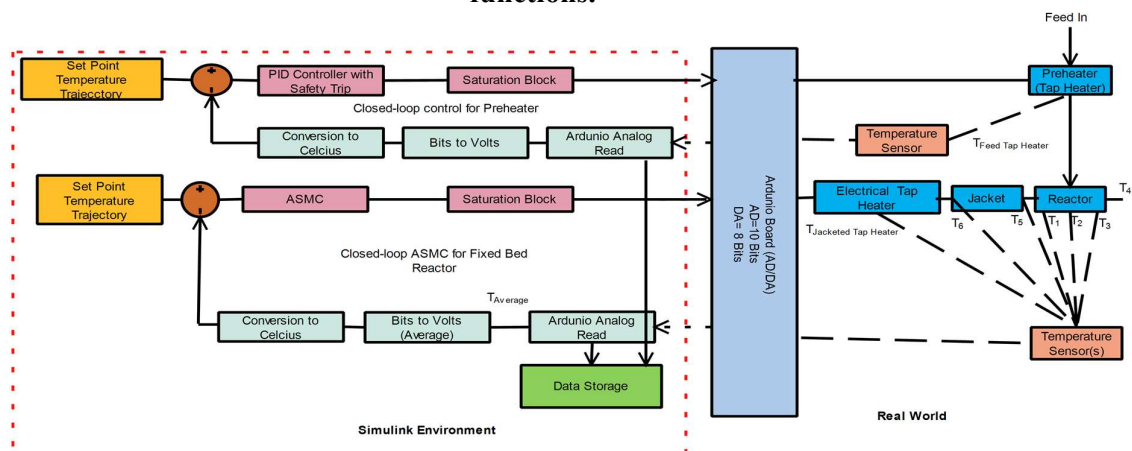 functions.
Feed In
Set Point
Temperature
Trajecctory
+
-
PID Controller with
Safety Trip
Saturation Block
Preheater
(Tap Heater)
Closed-loop control for Preheater
Conversion to
Celcius
Bits to Volts
Ardunio Analog
Read
Temperature
Sensor
TFeed Tap Heater
Set Point
Temperature
Trajectory
+
-
ASMC
Saturation Block
Ardunio Board (AD/DA)
AD=10 Bits
DA= 8 Bits
Electrical Tap
Heater
Jacket
Reactor
T4
TJacketed Tap Heater
T6
T5
T1
T2
T3
Closed-loop ASMC for Fixed Bed
Reactor
TAverage
Conversion to
Celcius
Bits to Volts
(Average)
Ardunio Analog
Read
Temperature
Sensor(s)
Data Storage
Simulink Environment
Real World